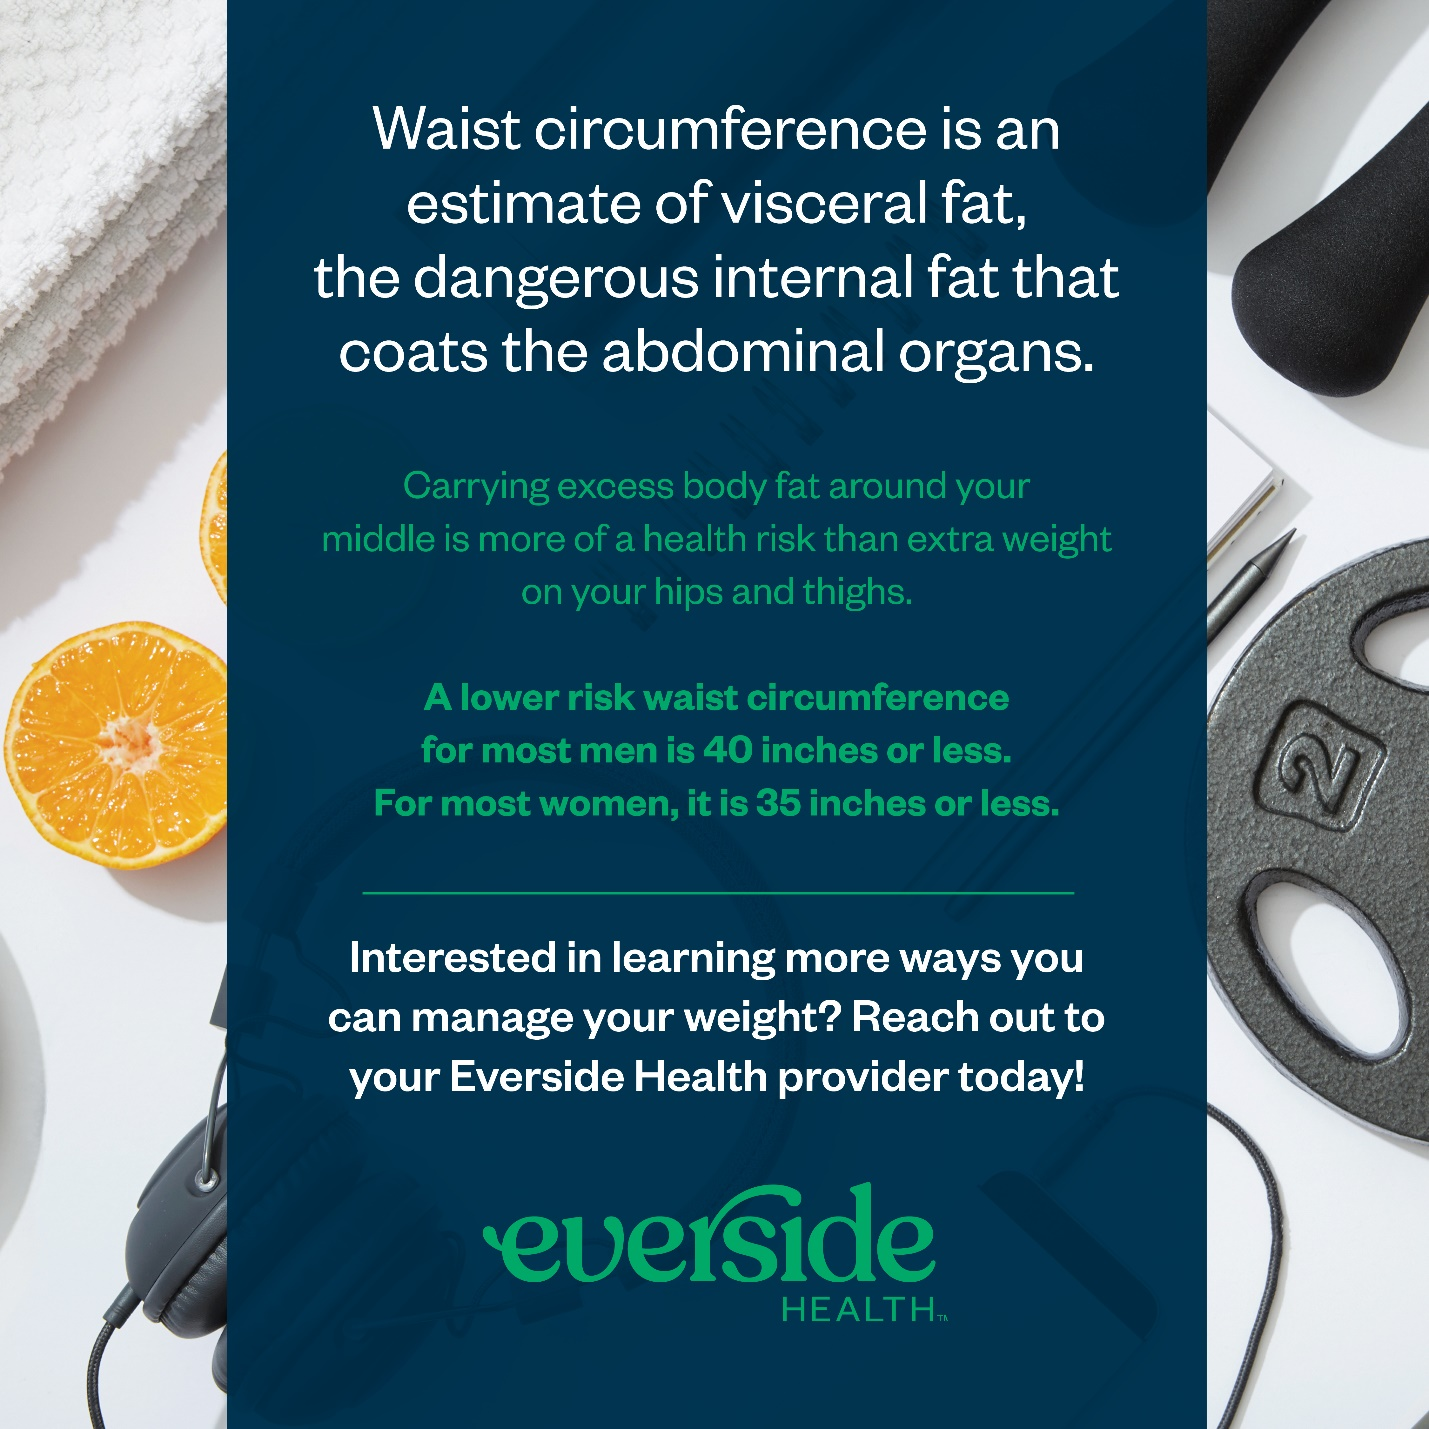 Waist circumference is an
estimate of visceral fat,
the dangerous internal fat that
coats the abdominal organs.
Carrying excess body fat around your
middle is more of a health risk than extra weight
on your hips and thighs.
A lower risk waist circumference
for most men is 40 inches or less.
For most women, it is 35 inches or less.
2
Interested in learning more ways you
can manage your weight? Reach out to
your Everside Health provider today!
everside
HEALTH™